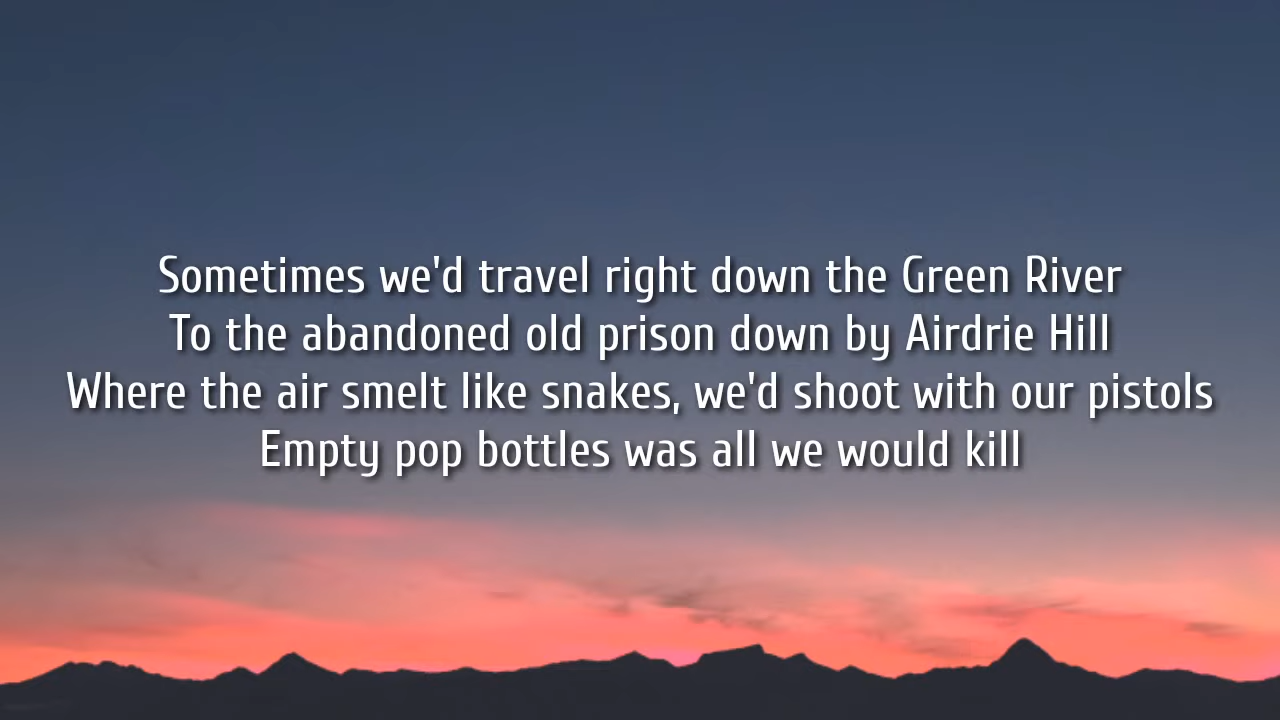 Sometimes we'd travel right down the Green River
To the abandoned old prison down by Airdrie Hill
Where the air smelt like snakes, we'd shoot with our pistols
Empty pop bottles was all we would kill